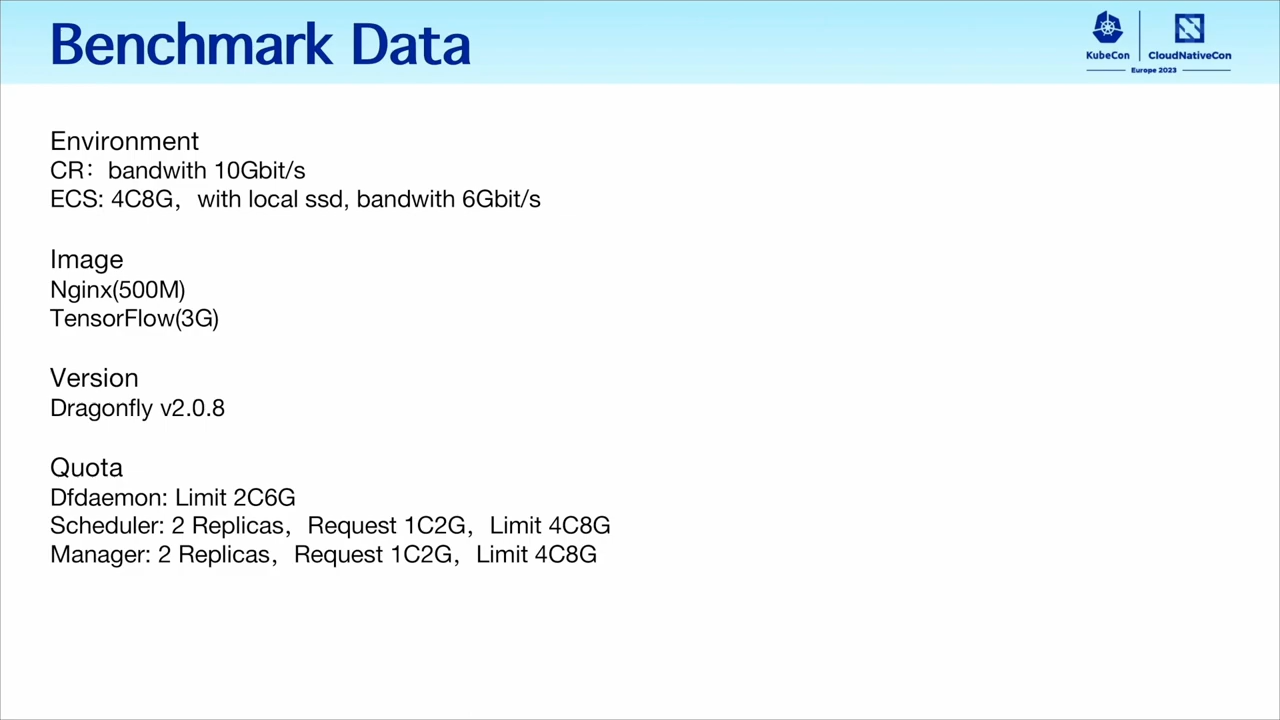 Benchmark Data
KubeCon
CloudNativeCon
Europe 2023
Environment
CR：bandwith 10Gbit/s
ECS: 4C8G，with local ssd, bandwith 6Gbit/s
Image
Nginx(500M)
TensorFlow(3G)
Version
Dragonfly v2.0.8
Quota
Dfdaemon: Limit 2C6G
Scheduler: 2 Replicas，Request 1C2G，Limit 4C8G
Manager: 2 Replicas，Request 1C2G，Limit 4C8G